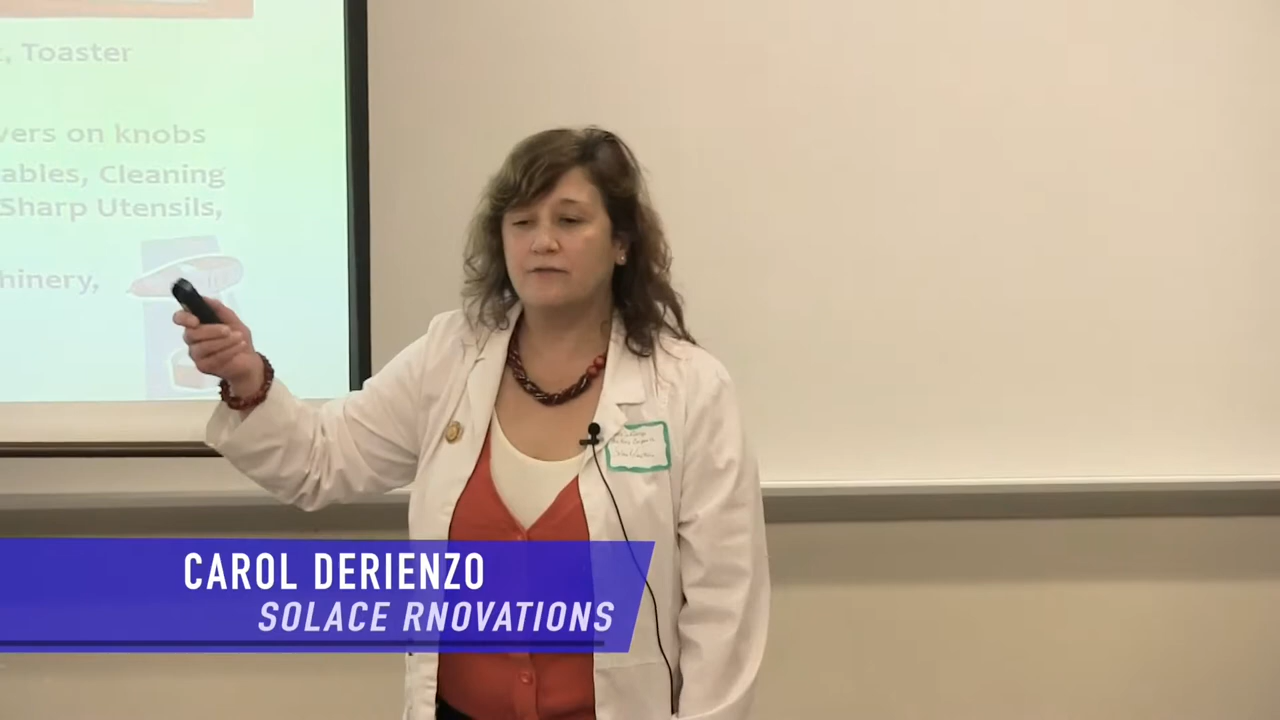 , Toaster
vers on knobs
ables, Cleaning
Sharp Utensils,
hinery,
CAROL DERIENZO
SOLACE RNOVATIONS